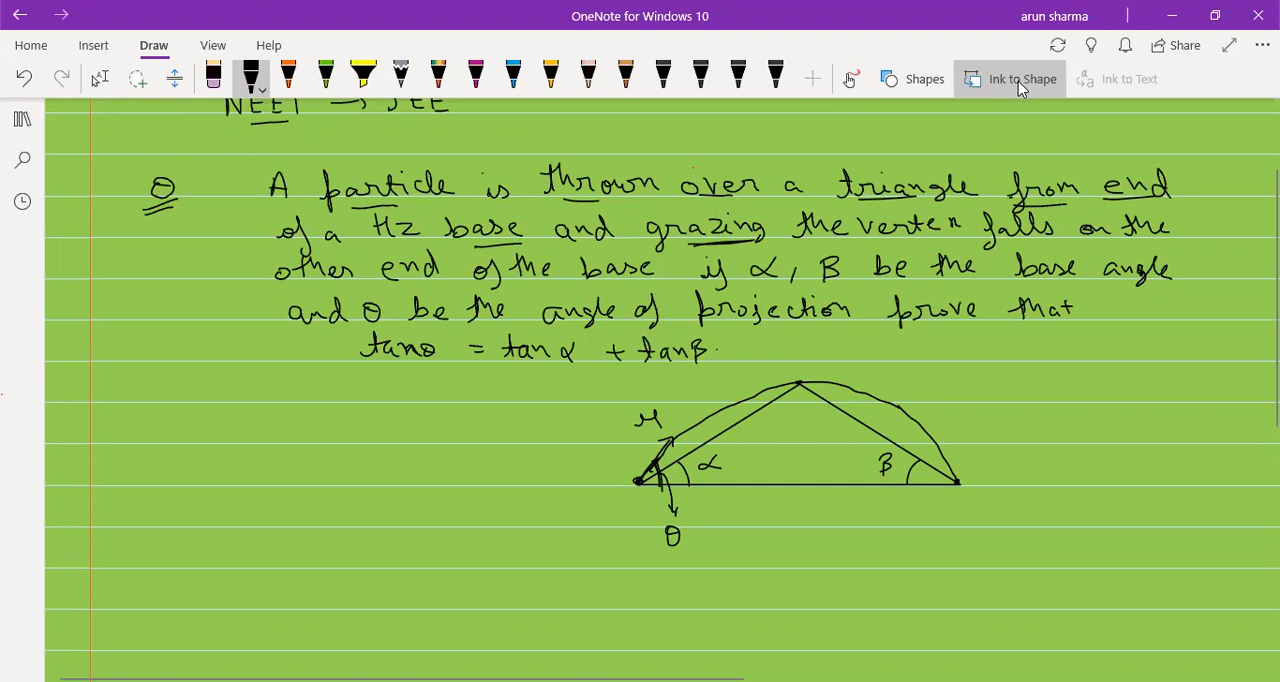 OneNote for Windows 10
arun sharma
Home Insert Draw View Help
Share
Shapes
Ink to Shape
Ink to Text
NEET → JEE
Q A particle is thrown over a triangle from end
of a Hz base and grazing the vertex falls on the
other end of the base if α, β be the base angle
and θ be the angle of projection prove that
tanθ = tanα + tanβ.
u
α
β
θ